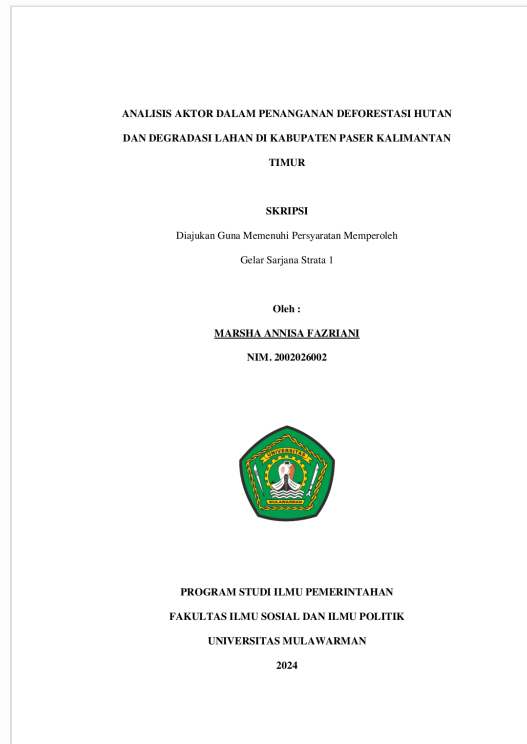 ANALISIS AKTOR DALAM PENANGANAN DEFORESTASI HUTAN
DAN DEGRADASI LAHAN DI KABUPATEN PASER KALIMANTAN
TIMUR
SKRIPSI
Diajukan Guna Memenuhi Persyaratan Memperoleh
Gelar Sarjana Strata 1
Oleh :
MARSHA ANNISA FAZRIANI
NIM. 2002026002
UNIVERSITAS
MULAWARMAN
PROGRAM STUDI ILMU PEMERINTAHAN
FAKULTAS ILMU SOSIAL DAN ILMU POLITIK
UNIVERSITAS MULAWARMAN
2024